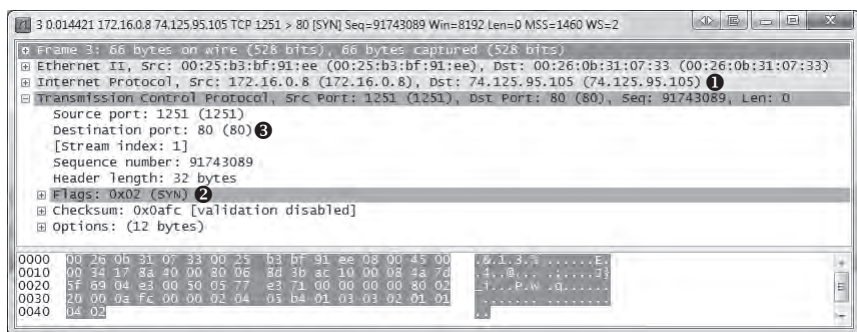 3 0.014421 172.16.0.8 74.125.95.105 TCP 1251 > 80 [SYN] Seq=91743089 Win=8192 Len=0 MSS=1460 WS=2
Frame 3: 66 bytes on wire (528 bits), 66 bytes captured (528 bits)
Ethernet II, Src: 00:25:b3:bf:91:ee (00:25:b3:bf:91:ee), Dst: 00:26:0b:31:07:33 (00:26:0b:31:07:33)
Internet Protocol, Src: 172.16.0.8 (172.16.0.8), Dst: 74.125.95.105 (74.125.95.105) ❶
Transmission Control Protocol, Src Port: 1251 (1251), Dst Port: 80 (80), Seq: 91743089, Len: 0
Source port: 1251 (1251)
Destination port: 80 (80) ❸
[Stream index: 1]
Sequence number: 91743089
Header length: 32 bytes
Flags: 0x02 (SYN) ❷
Checksum: 0x0afc [validation disabled]
Options: (12 bytes)
0000 00 26 0b 31 07 33 00 25 b3 bf 91 ee 08 00 45 00
0010 00 34 17 8a 40 00 80 06 8d 3b ac 10 00 08 4a 7d
0020 5f 69 04 e3 00 50 05 77 e3 71 00 00 00 00 80 02
0030 20 00 0a fc 00 00 02 04 05 b4 01 03 03 02 01 01
0040 04 02